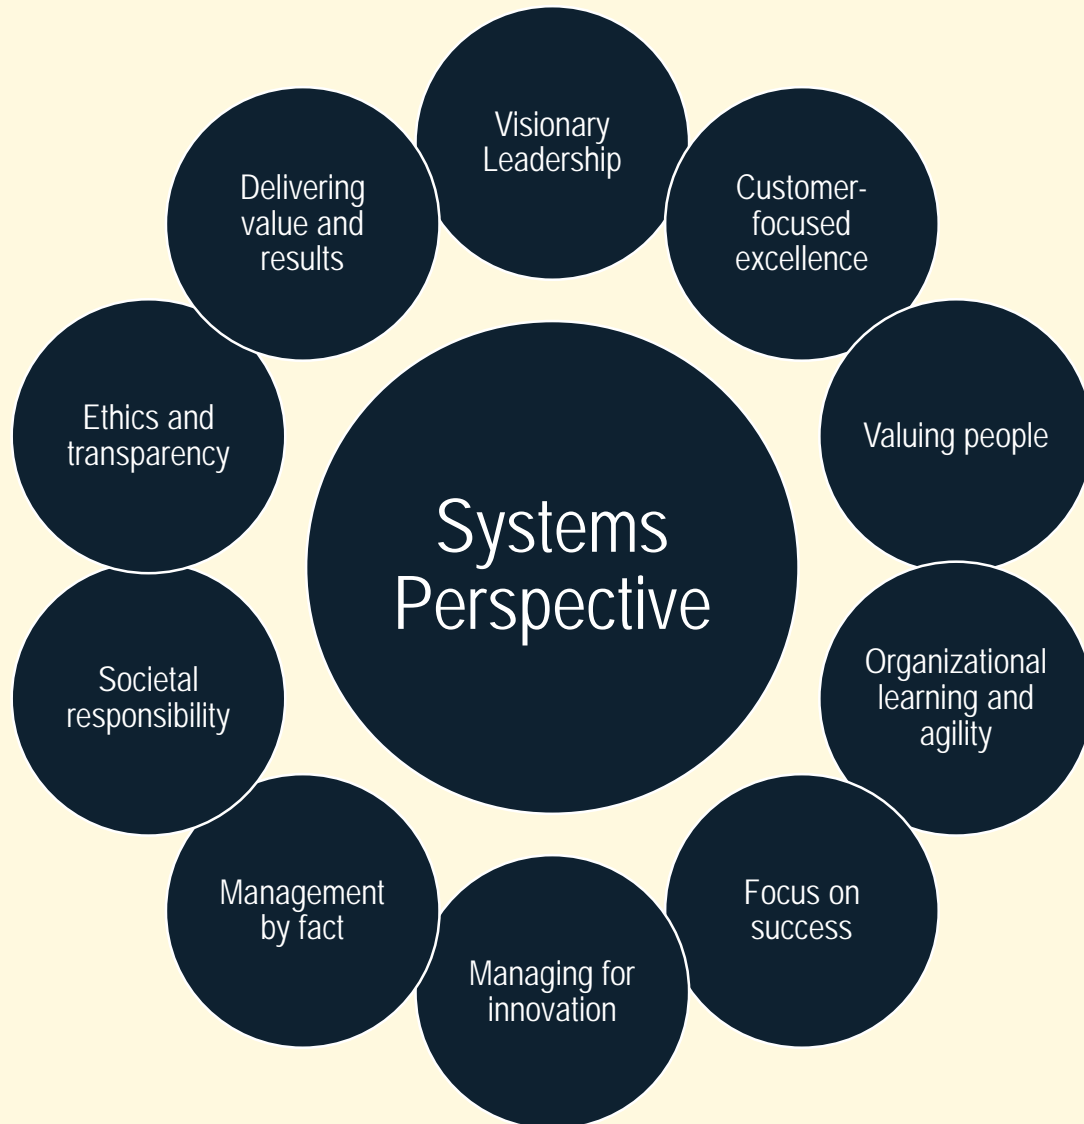 Visionary
Leadership
Customer-
focused
excellence
Valuing people
Organizational
learning and
agility
Focus on
success
Managing for
innovation
Management
by fact
Societal
responsibility
Ethics and
transparency
Delivering
value and
results
Systems
Perspective